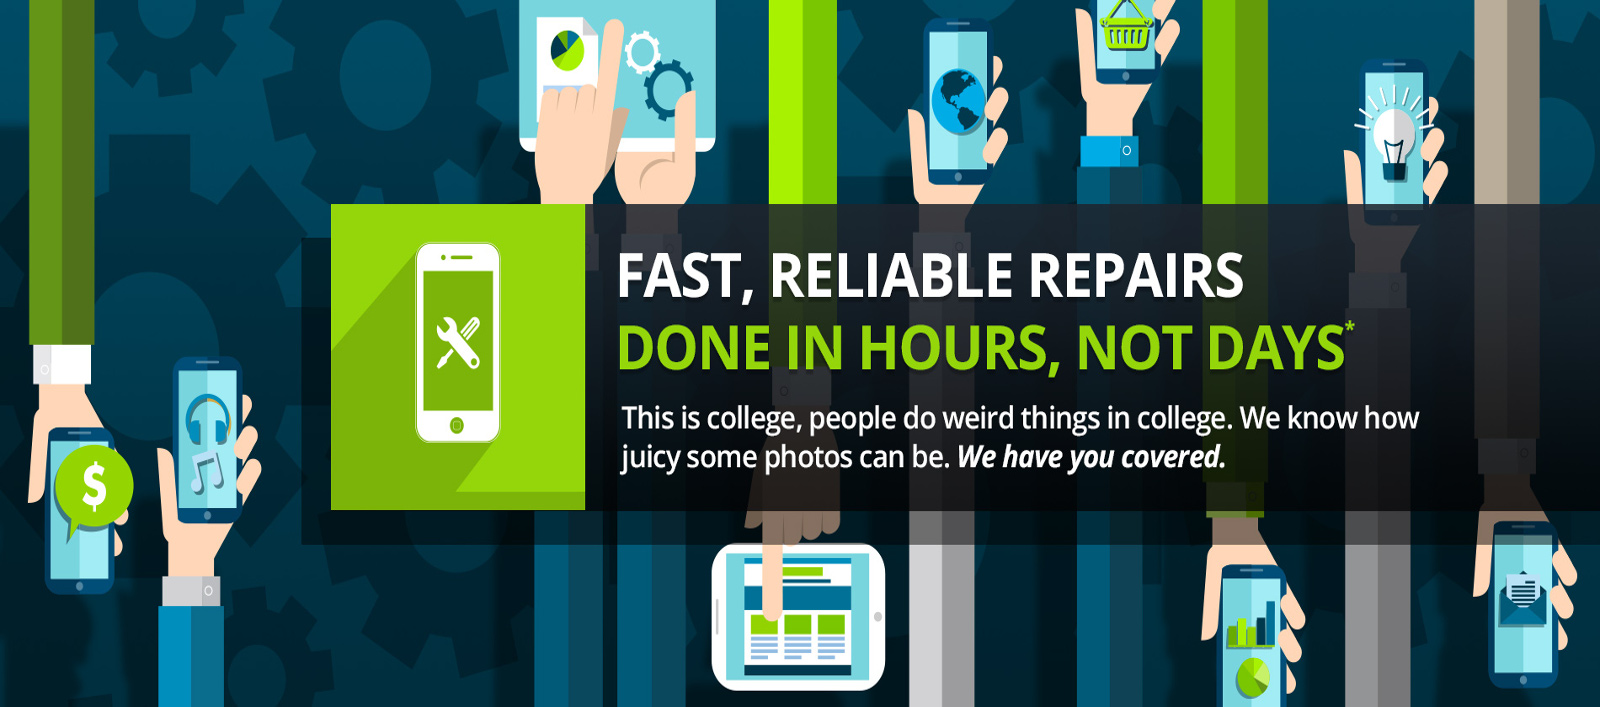 FAST, RELIABLE REPAIRS
DONE IN HOURS, NOT DAYS*
This is college, people do weird things in college. We know how
juicy some photos can be. We have you covered.
$